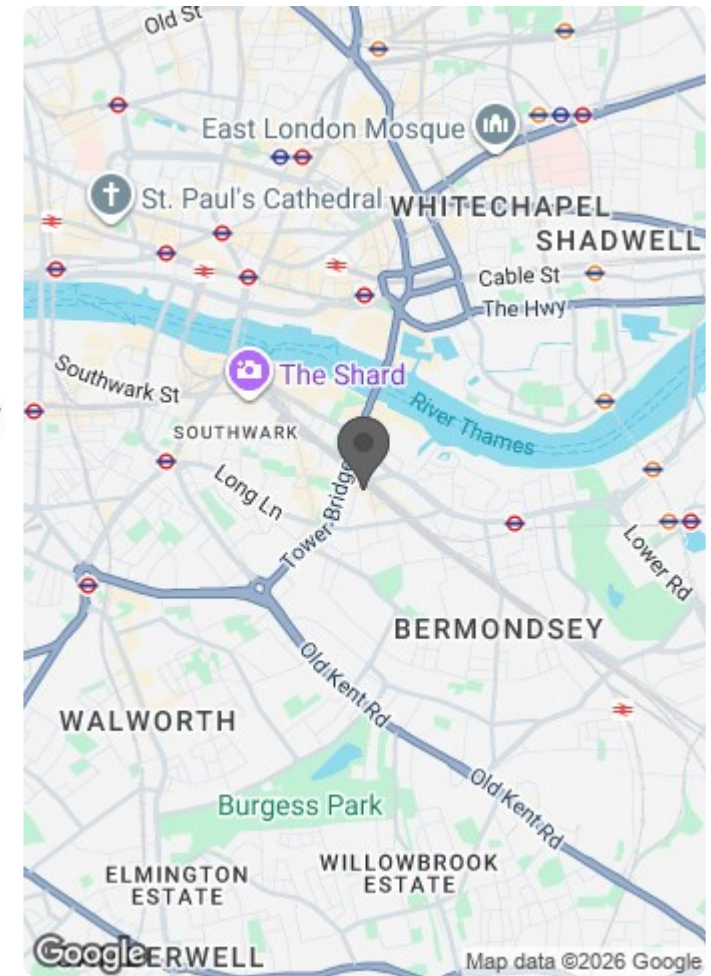 Old St
East London Mosque
St. Paul's Cathedral
WHITECHAPEL
SHADWELL
Cable St
The Hwy
The Shard
Southwark St
River Thames
SOUTHWARK
Long Ln
Tower Bridge
Lower Rd
BERMONDSEY
Old Kent Rd
WALWORTH
Old Kent Rd
Burgess Park
ELMINGTON
ESTATE
WILLOWBROOK
ESTATE
Google
ERWELL
Map data ©2026 Google